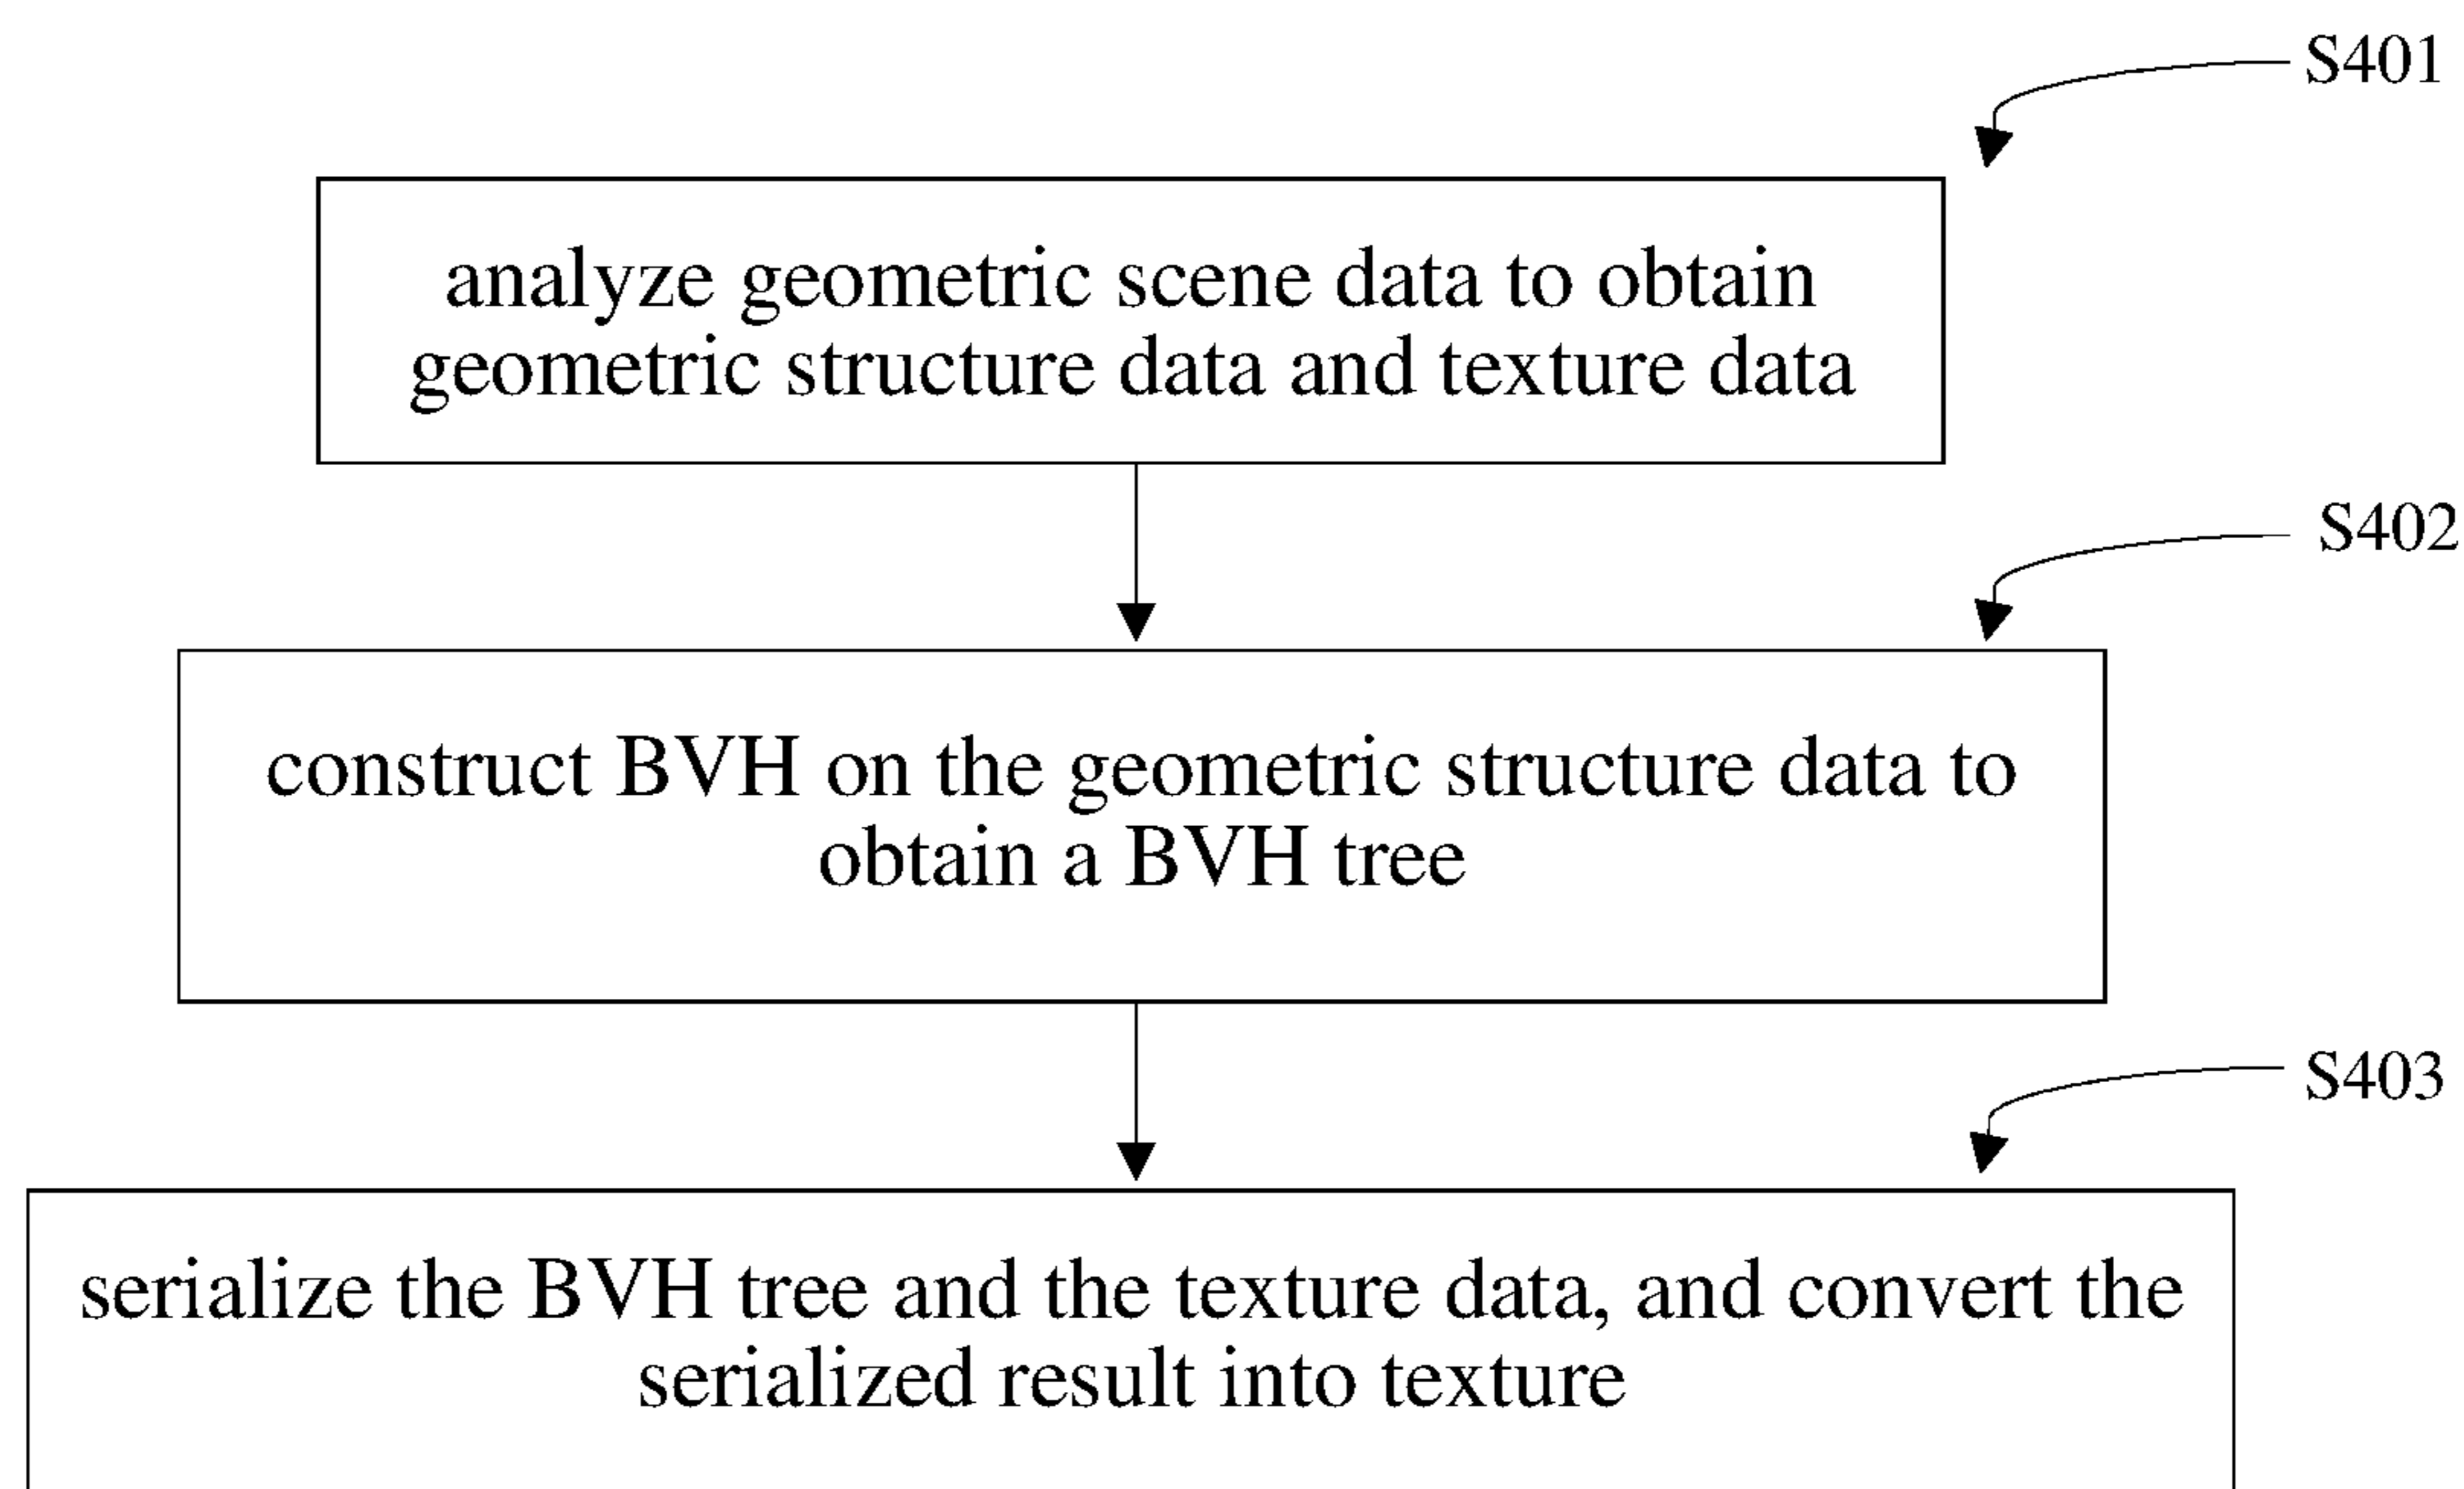 S401
analyze geometric scene data to obtain
geometric structure data and texture data
S402
construct BVH on the geometric structure data to
obtain a BVH tree
S403
serialize the BVH tree and the texture data, and convert the
serialized result into texture